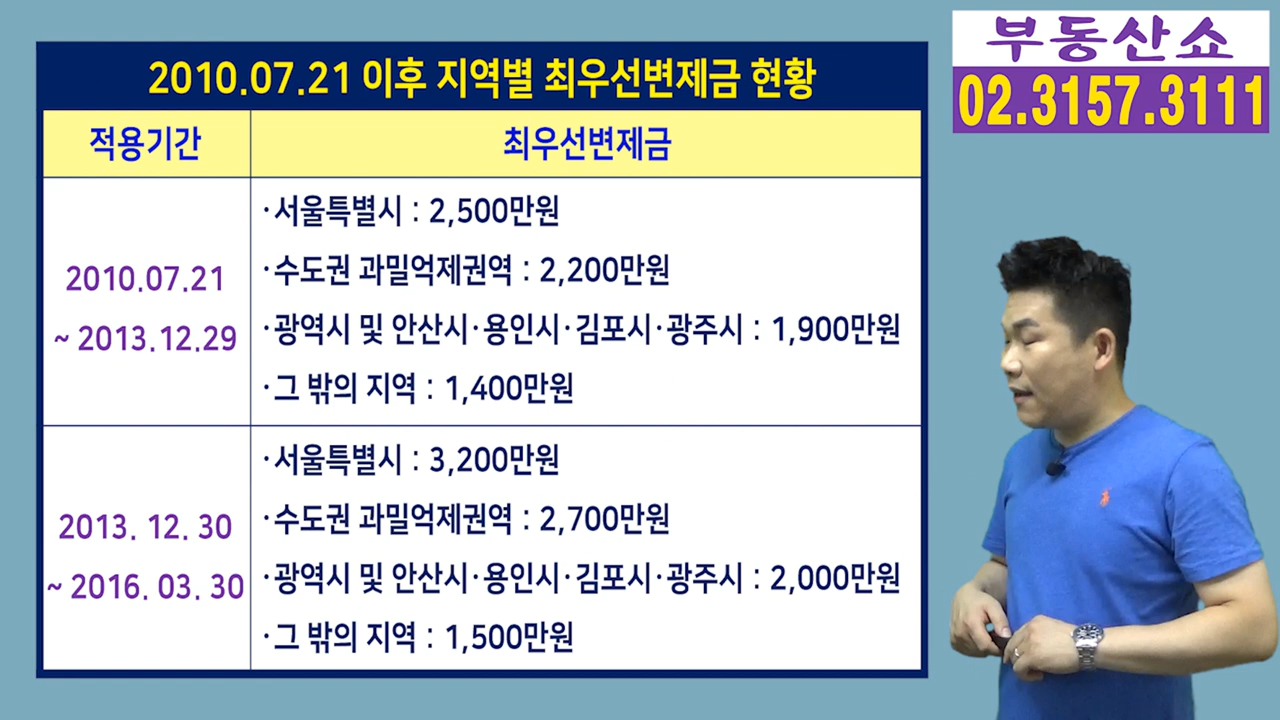 부동산쇼
02.3157.3111
2010.07.21 이후 지역별 최우선변제금 현황
적용기간
최우선변제금
2010.07.21
~ 2013.12.29
·서울특별시 : 2,500만원
·수도권 과밀억제권역 : 2,200만원
·광역시 및 안산시·용인시·김포시·광주시 : 1,900만원
·그 밖의 지역 : 1,400만원
2013. 12. 30
~ 2016. 03. 30
·서울특별시 : 3,200만원
·수도권 과밀억제권역 : 2,700만원
·광역시 및 안산시·용인시·김포시·광주시 : 2,000만원
·그 밖의 지역 : 1,500만원